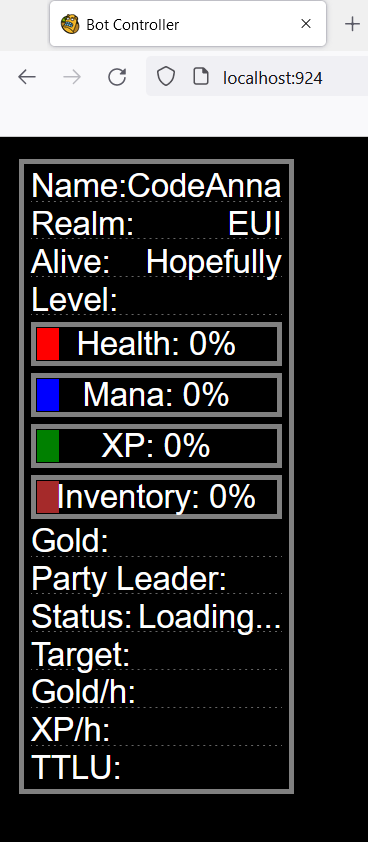 Bot Controller
localhost:924
Name:CodeAnna
Realm: EUI
Alive: Hopefully
Level:
Health: 0%
Mana: 0%
XP: 0%
Inventory: 0%
Gold:
Party Leader:
Status: Loading...
Target:
Gold/h:
XP/h:
TTLU: